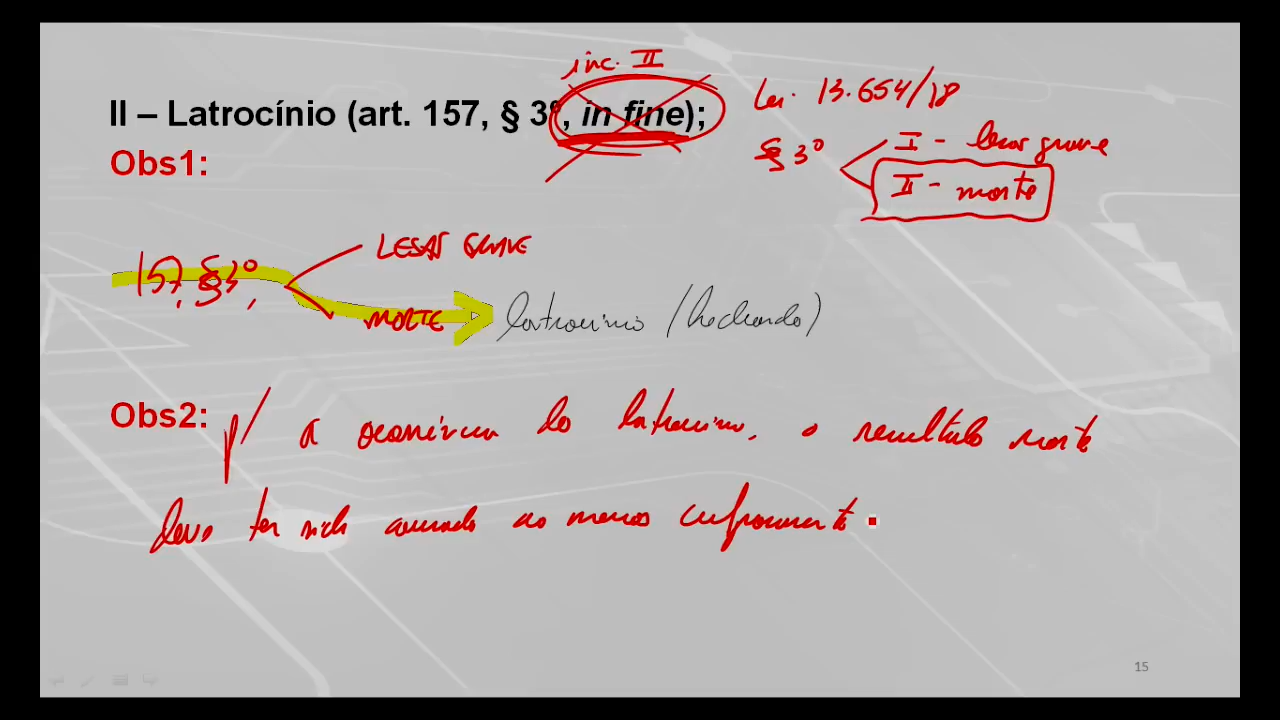 inc. II
II – Latrocínio (art. 157, § 3º, in fine);
Lei. 13.654/18
§ 3º
I - lesão grave
II - morte
Obs1:
157, § 3º,
LESÃO GRAVE
MORTE
latrocínio (hediondo)
Obs2: p/ a ocorrência do latrocínio, o resultado morte
deve ter sido causado ao menos culposamente.
15